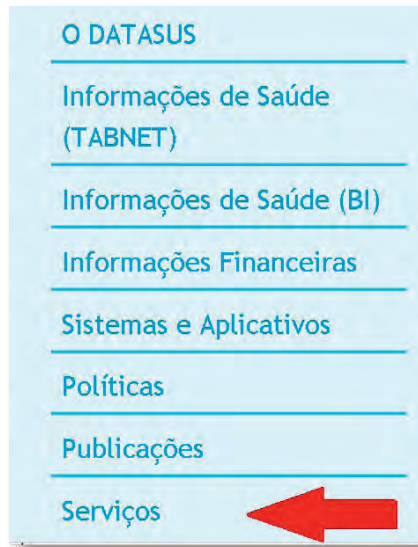 O DATASUS
Informações de Saúde
(TABNET)
Informações de Saúde (BI)
Informações Financeiras
Sistemas e Aplicativos
Políticas
Publicações
Serviços